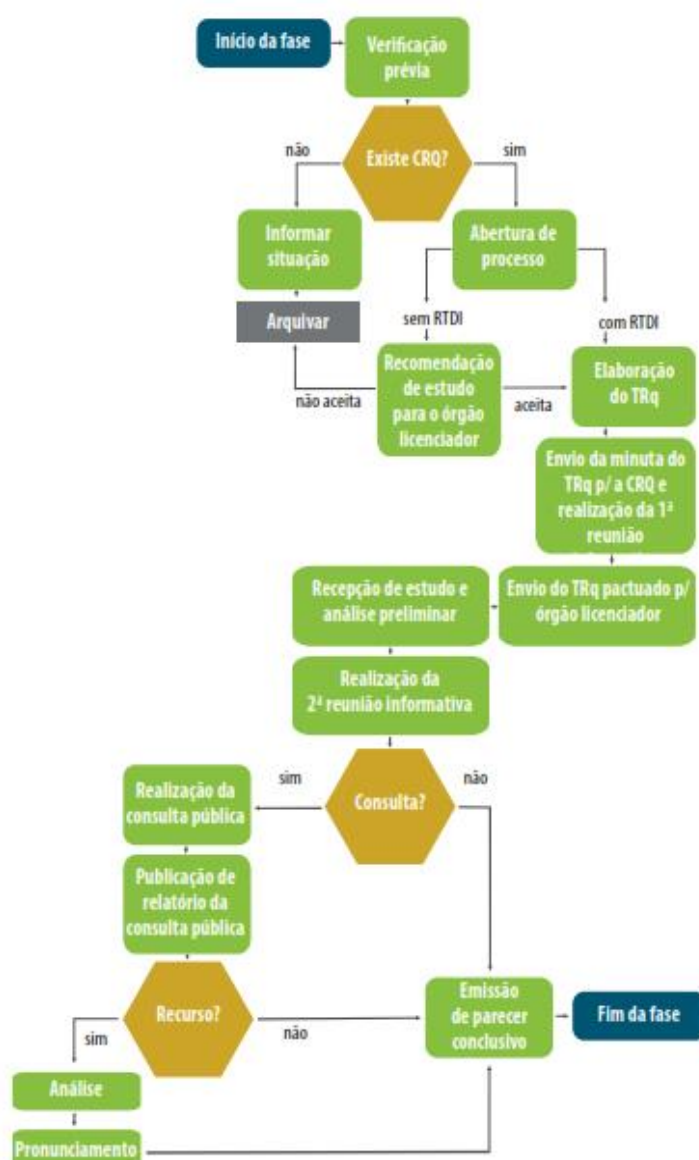 Início da fase
Verificação
prévia
não
Existe CRQ?
sim
Informar
situação
Abertura de
processo
Arquivar
sem RTDI
com RTDI
não aceita
Recomendação
de estudo
para o órgão
licenciador
aceita
Elaboração
do TRq
Envio da minuta do
TRq p/ a CRQ e
realização da 1ª
reunião
Recepção de estudo e
análise preliminar
Envio do TRq pactuado p/
órgão licenciador
Realização da
2ª reunião informativa
sim
Consulta?
não
Realização da
consulta pública
Publicação de
relatório da
consulta pública
Recurso?
sim
não
Emissão
de parecer
conclusivo
Fim da fase
Análise
Pronunciamento